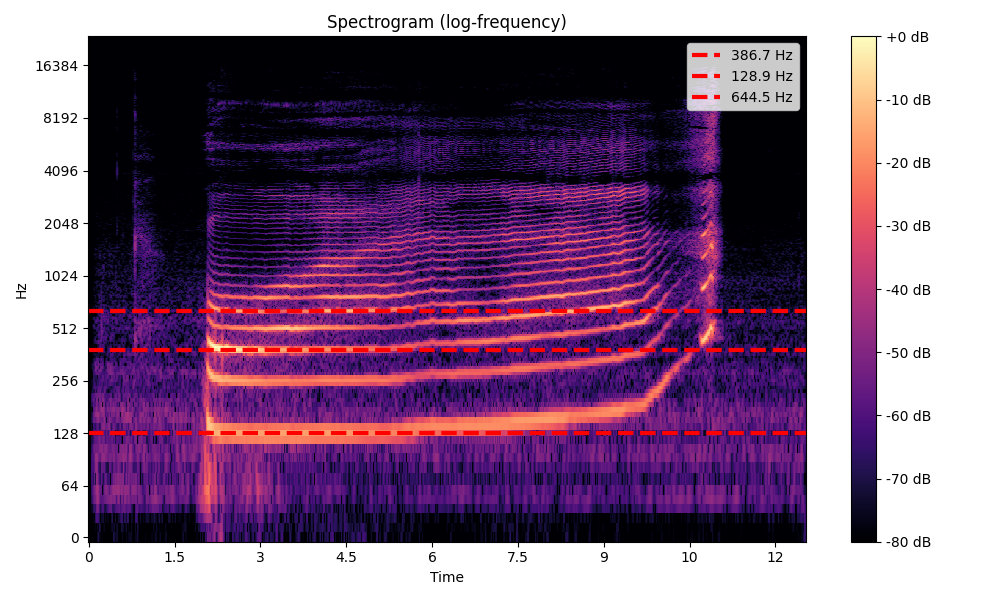 Spectrogram (log-frequency)
386.7 Hz
128.9 Hz
644.5 Hz
Hz
16384
8192
4096
2048
1024
512
256
128
64
0
0 1.5 3 4.5 6 7.5 9 10 12
Time
+0 dB
-10 dB
-20 dB
-30 dB
-40 dB
-50 dB
-60 dB
-70 dB
-80 dB